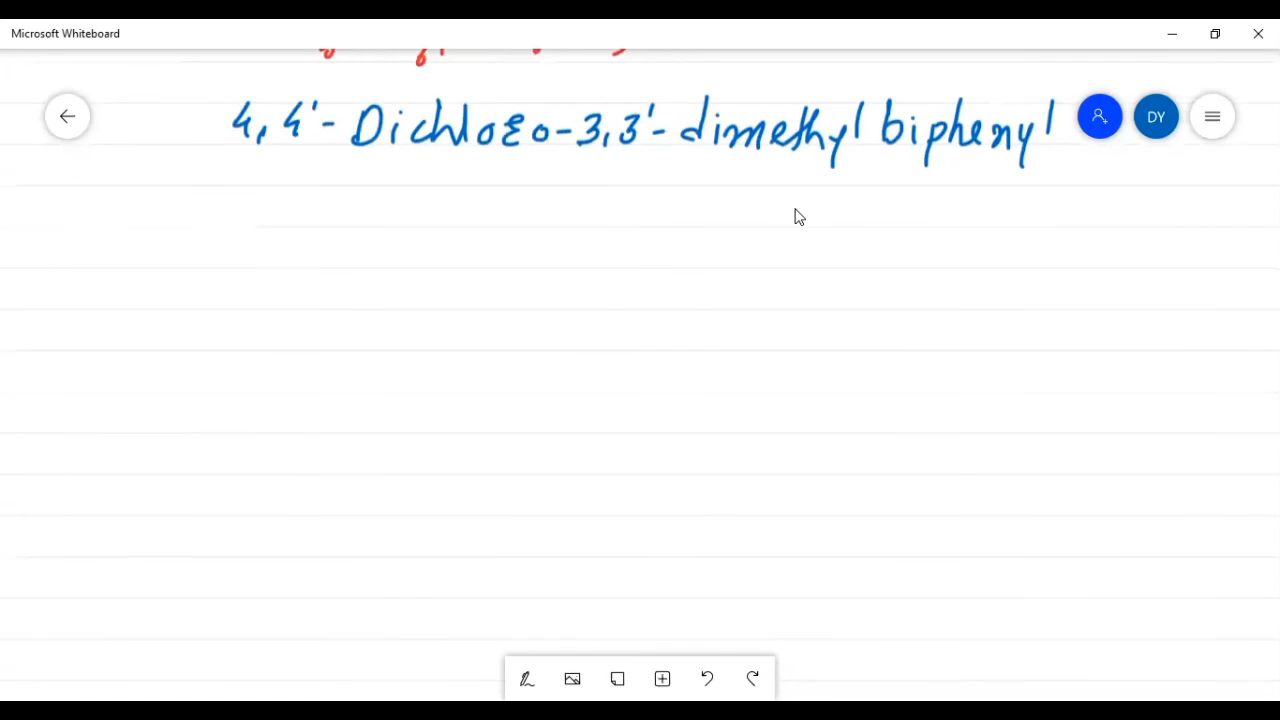 Microsoft Whiteboard
4,4'- Dichloro-3,3'- dimethyl biphenyl
DY